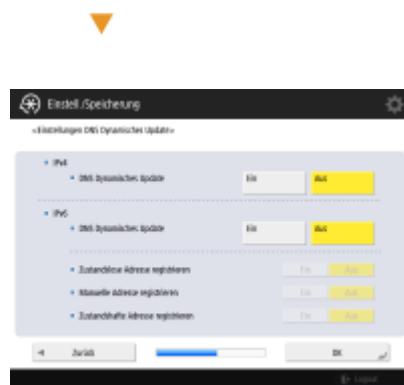 Einstell./Speicherung
<Einstellungen DNS Dynamisches Update>
IPv4
DNS Dynamisches Update Ein Aus
IPv6
DNS Dynamisches Update Ein Aus
Zustandslose Adresse registrieren Ein Aus
Manuelle Adresse registrieren Ein Aus
Zustandshafte Adresse registrieren Ein Aus
Zurück OK
Logout